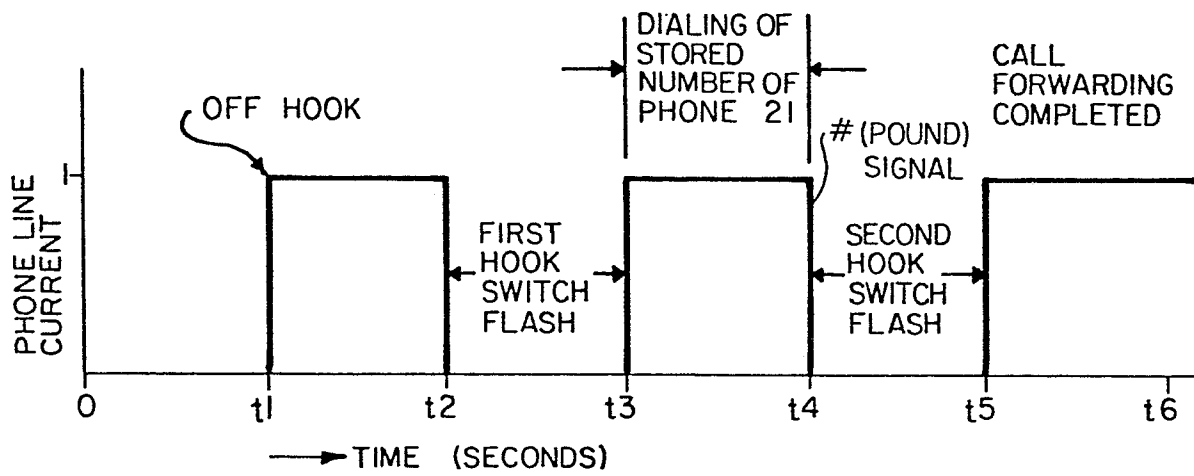 DIALING OF
STORED
NUMBER OF
PHONE 21
CALL
FORWARDING
COMPLETED
OFF HOOK
# (POUND)
SIGNAL
1
PHONE LINE
CURRENT
FIRST
HOOK
SWITCH
FLASH
SECOND
HOOK
SWITCH
FLASH
0 t1 t2 t3 t4 t5 t6
TIME (SECONDS)